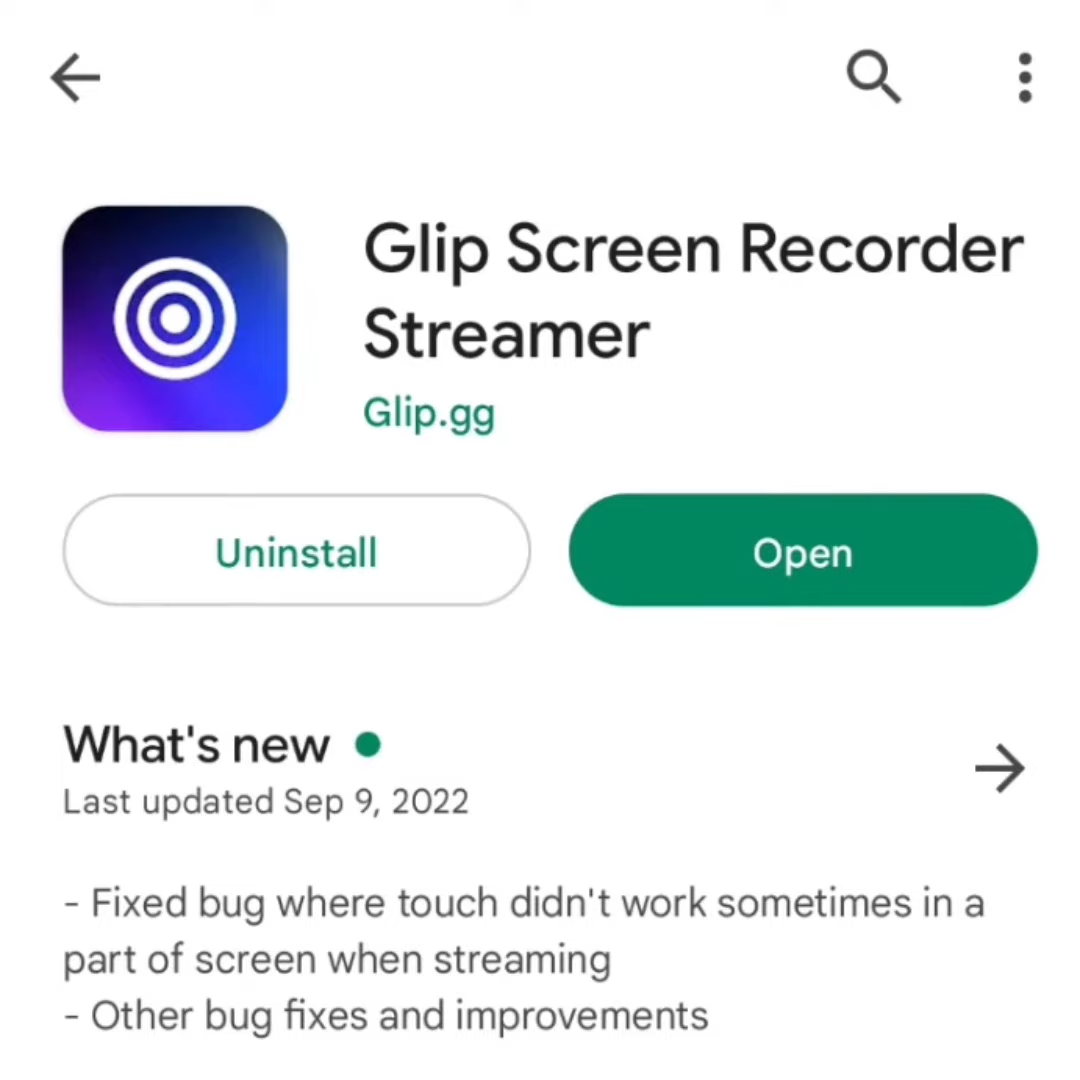 Glip Screen Recorder
Streamer
Glip.gg
Uninstall
Open
What's new
Last updated Sep 9, 2022
- Fixed bug where touch didn't work sometimes in a
part of screen when streaming
- Other bug fixes and improvements